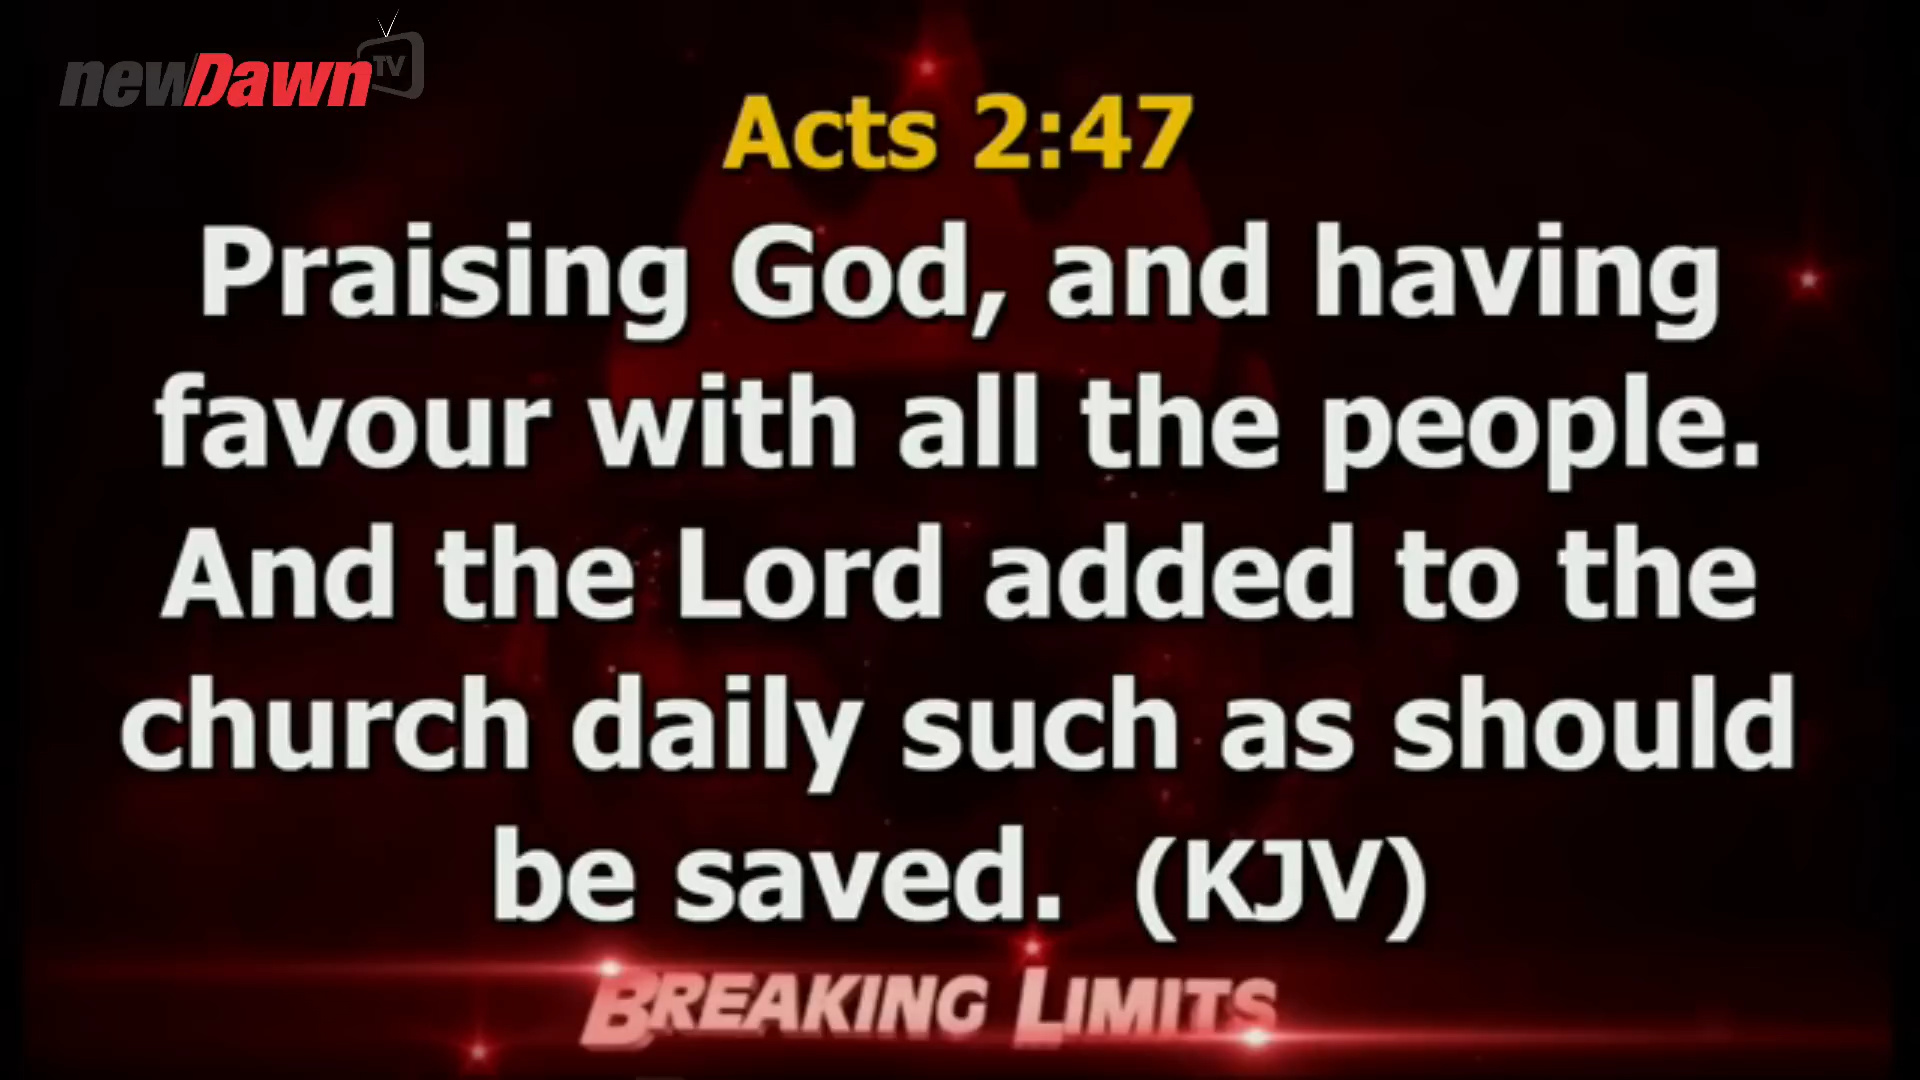 newDawn TV
Acts 2:47
Praising God, and having
favour with all the people.
And the Lord added to the
church daily such as should
be saved. (KJV)
BREAKING LIMITS